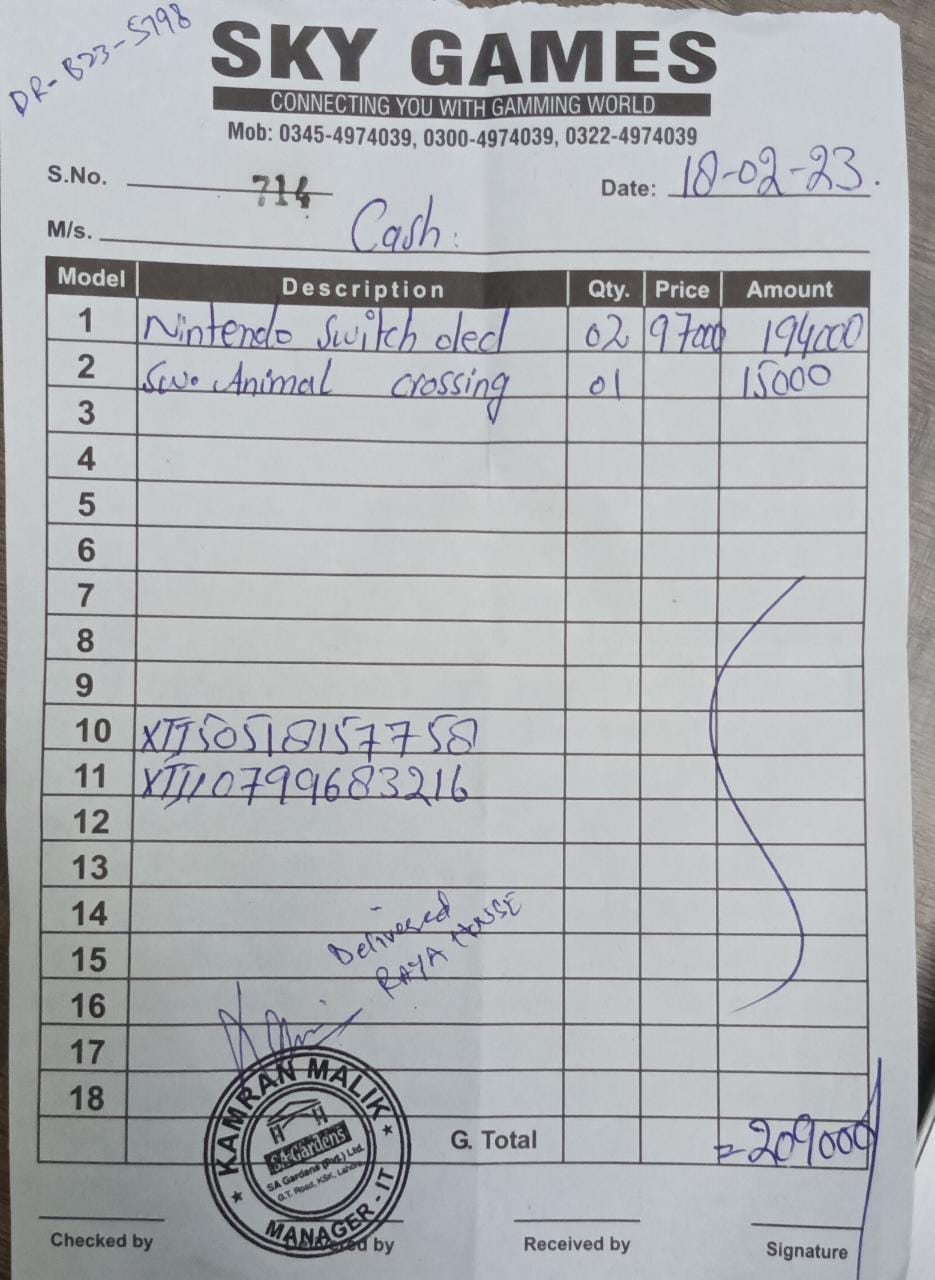 DR-B23-5798
SKY GAMES
CONNECTING YOU WITH GAMMING WORLD
Mob: 0345-4974039, 0300-4974039, 0322-4974039
S.No. 714 Date: 18-02-23.
M/s. Cash:
Model Description Qty. Price Amount
1 Nintendo Switch oled 02 97000 194000
2 Sw. Animal crossing 01 15000
3
4
5
6
7
8
9
10 XTJ50518157758
11 XTJ10799683216
12
13
14
15
16
17
18
Delivered
RAYA HOUSE
KAMRAN MALIK
SA Gardens
SA Gardens (Pvt.) Ltd.
G.T. Road, KSK, Lahore
MANAGER - IT
G. Total =209000
Checked by Delivered by Received by Signature